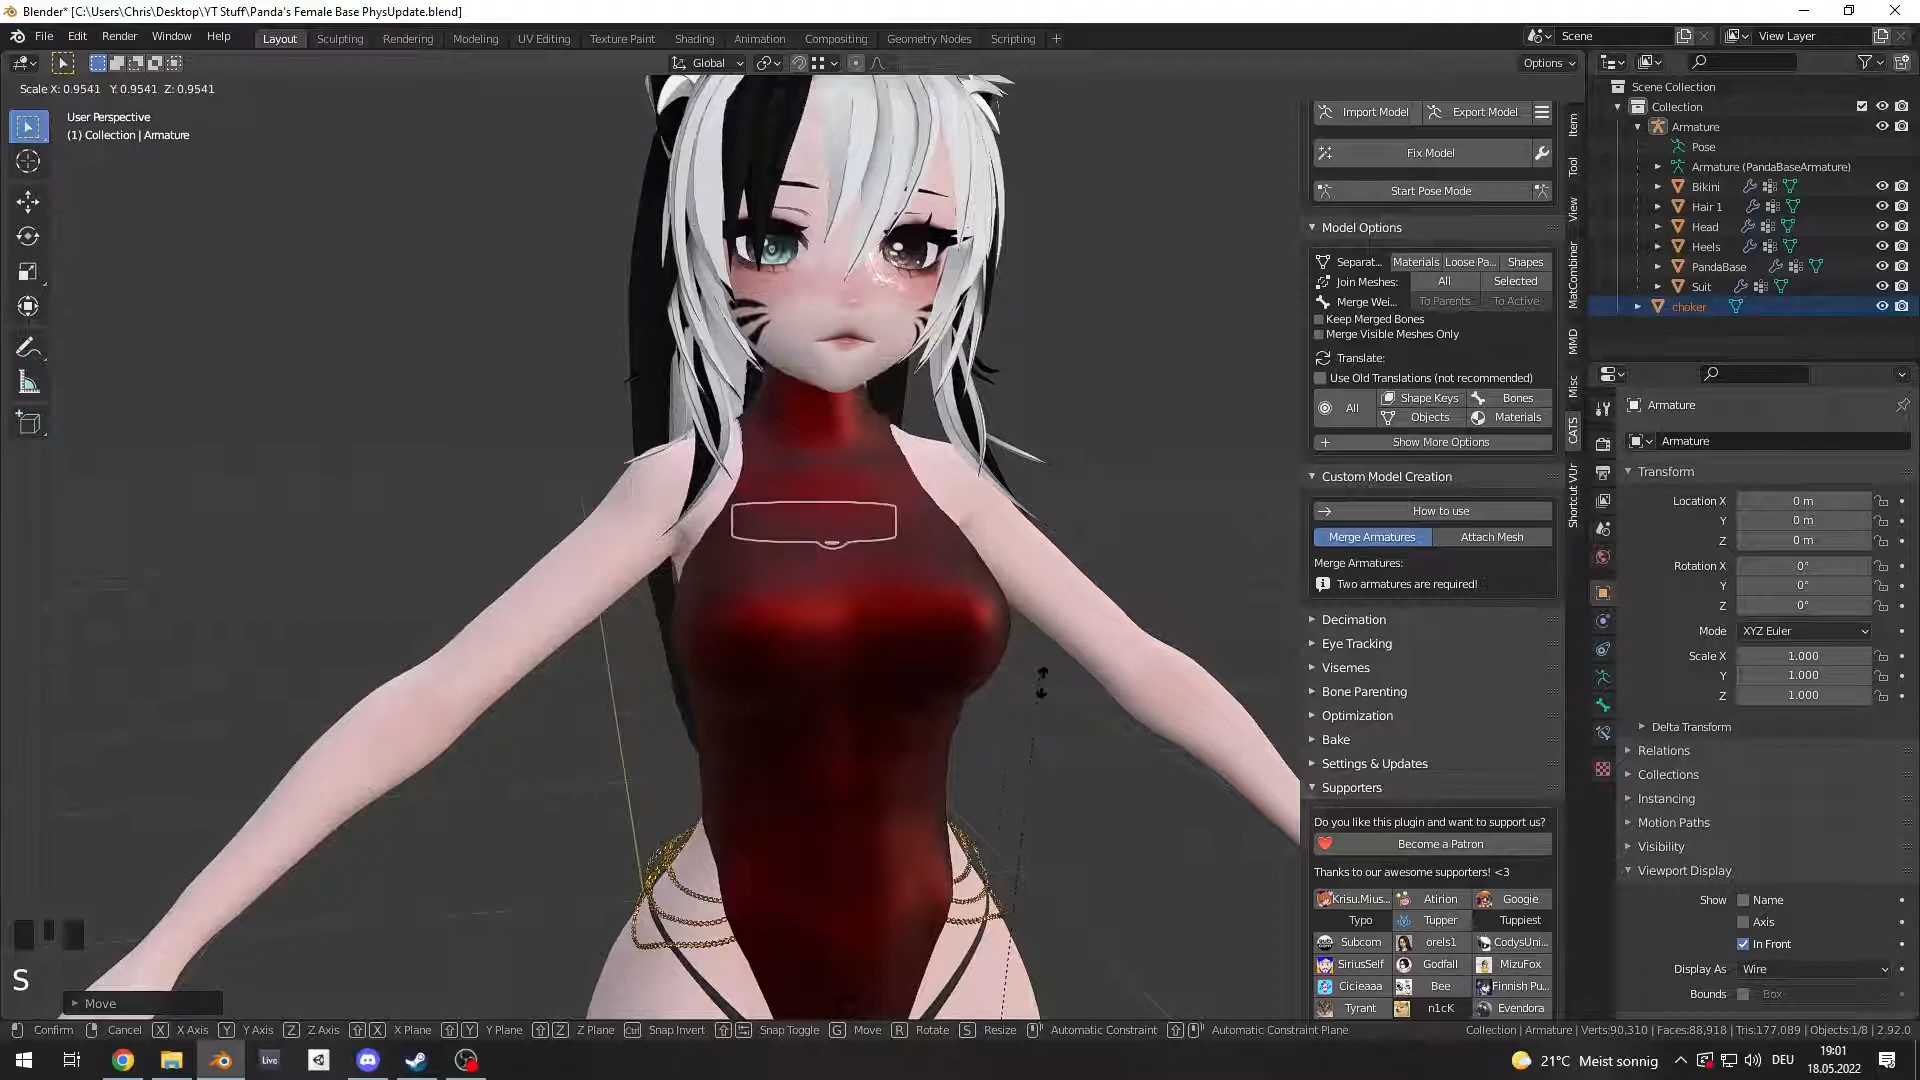 Blender* [C:\Users\Chris\Desktop\YT Stuff\Panda's Female Base PhysUpdate.blend]
File Edit Render Window Help Layout Sculpting Rendering Modeling UV Editing Texture Paint Shading Animation Compositing Geometry Nodes Scripting Scene View Layer
Global Options
Scale X: 0.9541 Y: 0.9541 Z: 0.9541
User Perspective
(1) Collection | Armature
Import Model Export Model
Fix Model
Start Pose Mode
Model Options
Separat... Materials Loose Pa... Shapes
Join Meshes: All Selected
Merge Wei... To Parents To Active
Keep Merged Bones
Merge Visible Meshes Only
Translate:
Use Old Translations (not recommended)
All Shape Keys Bones
Objects Materials
Show More Options
Custom Model Creation
How to use
Merge Armatures Attach Mesh
Merge Armatures:
Two armatures are required!
Decimation
Eye Tracking
Visemes
Bone Parenting
Optimization
Bake
Settings & Updates
Supporters
Do you like this plugin and want to support us?
Become a Patron
Thanks to our awesome supporters! <3
Krisu.Mius... Atirion Googie
Typo Tupper Tuppiest
Subcom orels1 CodysUni...
SiriusSelf Godfall MizuFox
Cicieaaa Bee Finnish Pu...
Tyrant n1cK Evendora
Item
Tool
View
MatCombiner
MMD
Misc
CATS
Shortcut VUr
Scene Collection
Collection
Armature
Pose
Armature (PandaBaseArmature)
Bikini
Hair 1
Head
Heels
PandaBase
Suit
choker
Armature
Armature
Transform
Location X 0 m
Y 0 m
Z 0 m
Rotation X 0°
Y 0°
Z 0°
Mode XYZ Euler
Scale X 1.000
Y 1.000
Z 1.000
Delta Transform
Relations
Collections
Instancing
Motion Paths
Visibility
Viewport Display
Show Name
Axis
In Front
Display As Wire
Bounds Box
S
Move
Confirm Cancel X X Axis Y Y Axis Z Z Axis X X Plane Y Y Plane Z Z Plane Ctrl Snap Invert Snap Toggle G Move R Rotate S Resize Automatic Constraint Automatic Constraint Plane Collection | Armature | Verts:90,310 | Faces:88,918 | Tris:177,089 | Objects:1/8 | 2.92.0
Live 21°C Meist sonnig DEU 19:01
18.05.2022